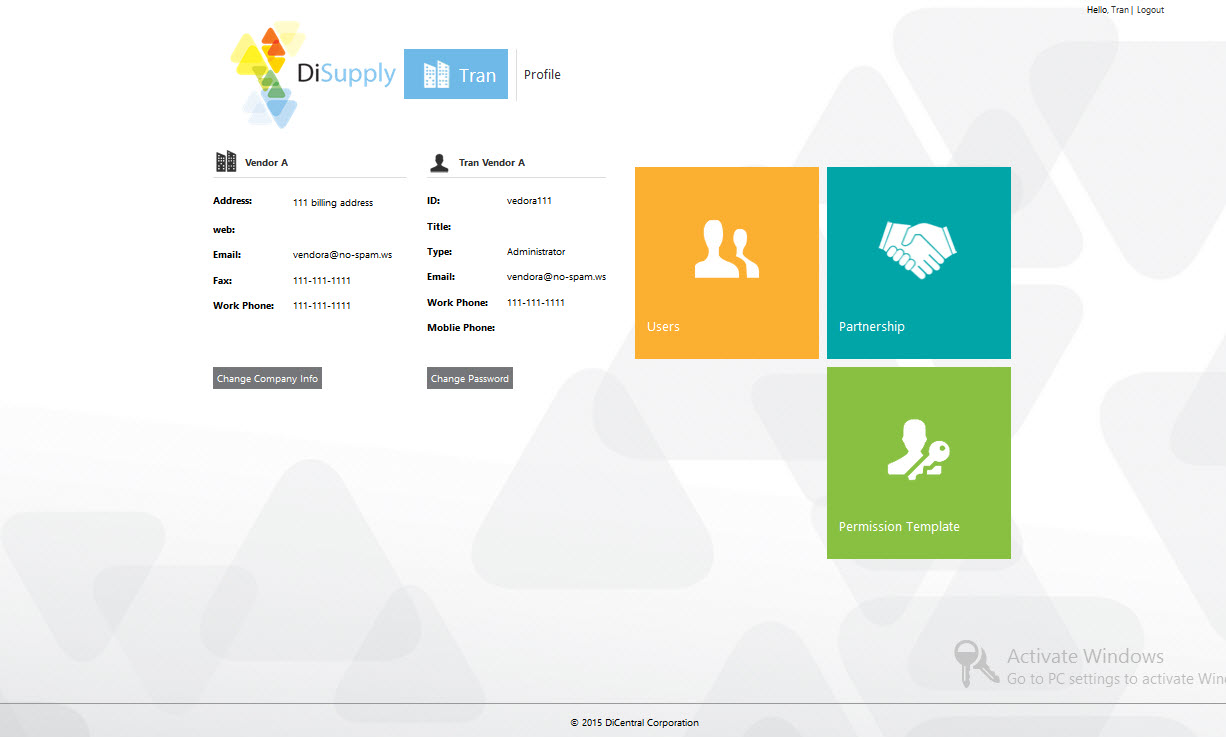 Hello, Tran | Logout
DiSupply
Tran
Profile
Vendor A
Address: 111 billing address
web:
Email: vendora@no-spam.ws
Fax: 111-111-1111
Work Phone: 111-111-1111
Change Company Info
Tran Vendor A
ID: vedora111
Title:
Type: Administrator
Email: vendora@no-spam.ws
Work Phone: 111-111-1111
Moblie Phone:
Change Password
Users
Partnership
Permission Template
Activate Windows
Go to PC settings to activate Win
© 2015 DiCentral Corporation